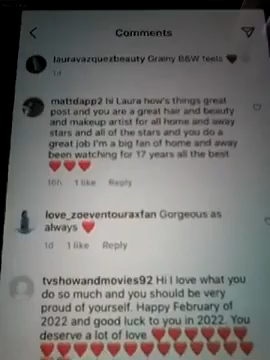 Comments
lauravazquezbeauty Grainy B&W feels 🖤
1d
mattdapp2 hi Laura how's things great
post and you are a great hair and beauty
and makeup artist for all home and away
stars and all of the stars and you do a
great job I'm a big fan of home and away
been watching for 17 years all the best
❤️❤️❤️
16h 1 like Reply
love_zoeventouraxfan Gorgeous as
always ❤️
1d 1 like Reply
tvshowandmovies92 Hi I love what you
do so much and you should be very
proud of yourself. Happy February of
2022 and good luck to you in 2022. You
deserve a lot of love ❤️❤️❤️❤️❤️❤️❤️
❤️❤️❤️❤️❤️❤️❤️❤️❤️❤️❤️❤️❤️❤️